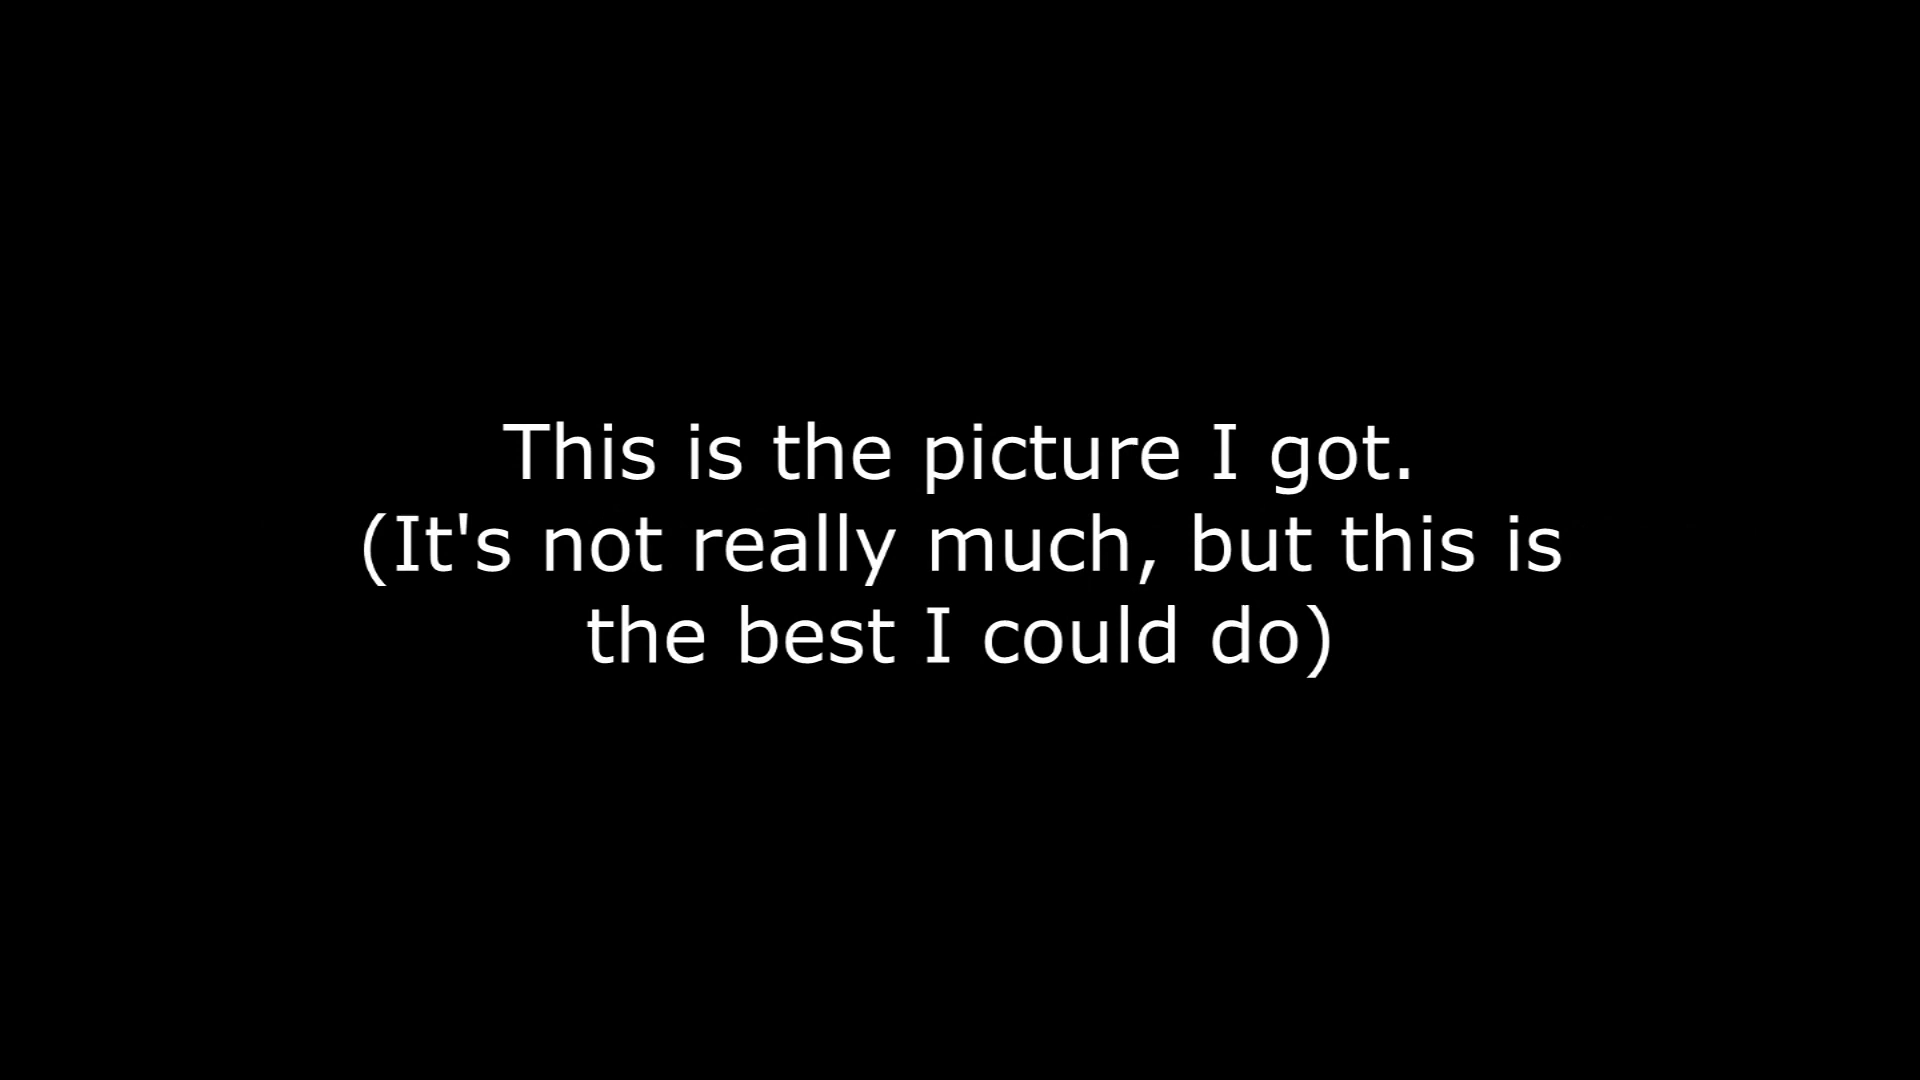 This is the picture I got.
(It's not really much, but this is
the best I could do)